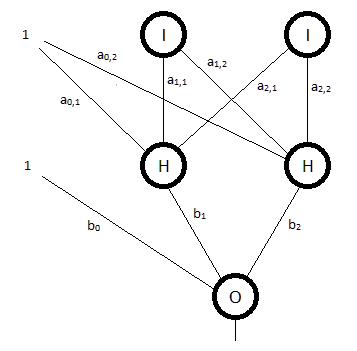 1 I I
a0,2 a1,2
a1,1 a2,1 a2,2
a0,1
1 H H
b1 b2
b0
O